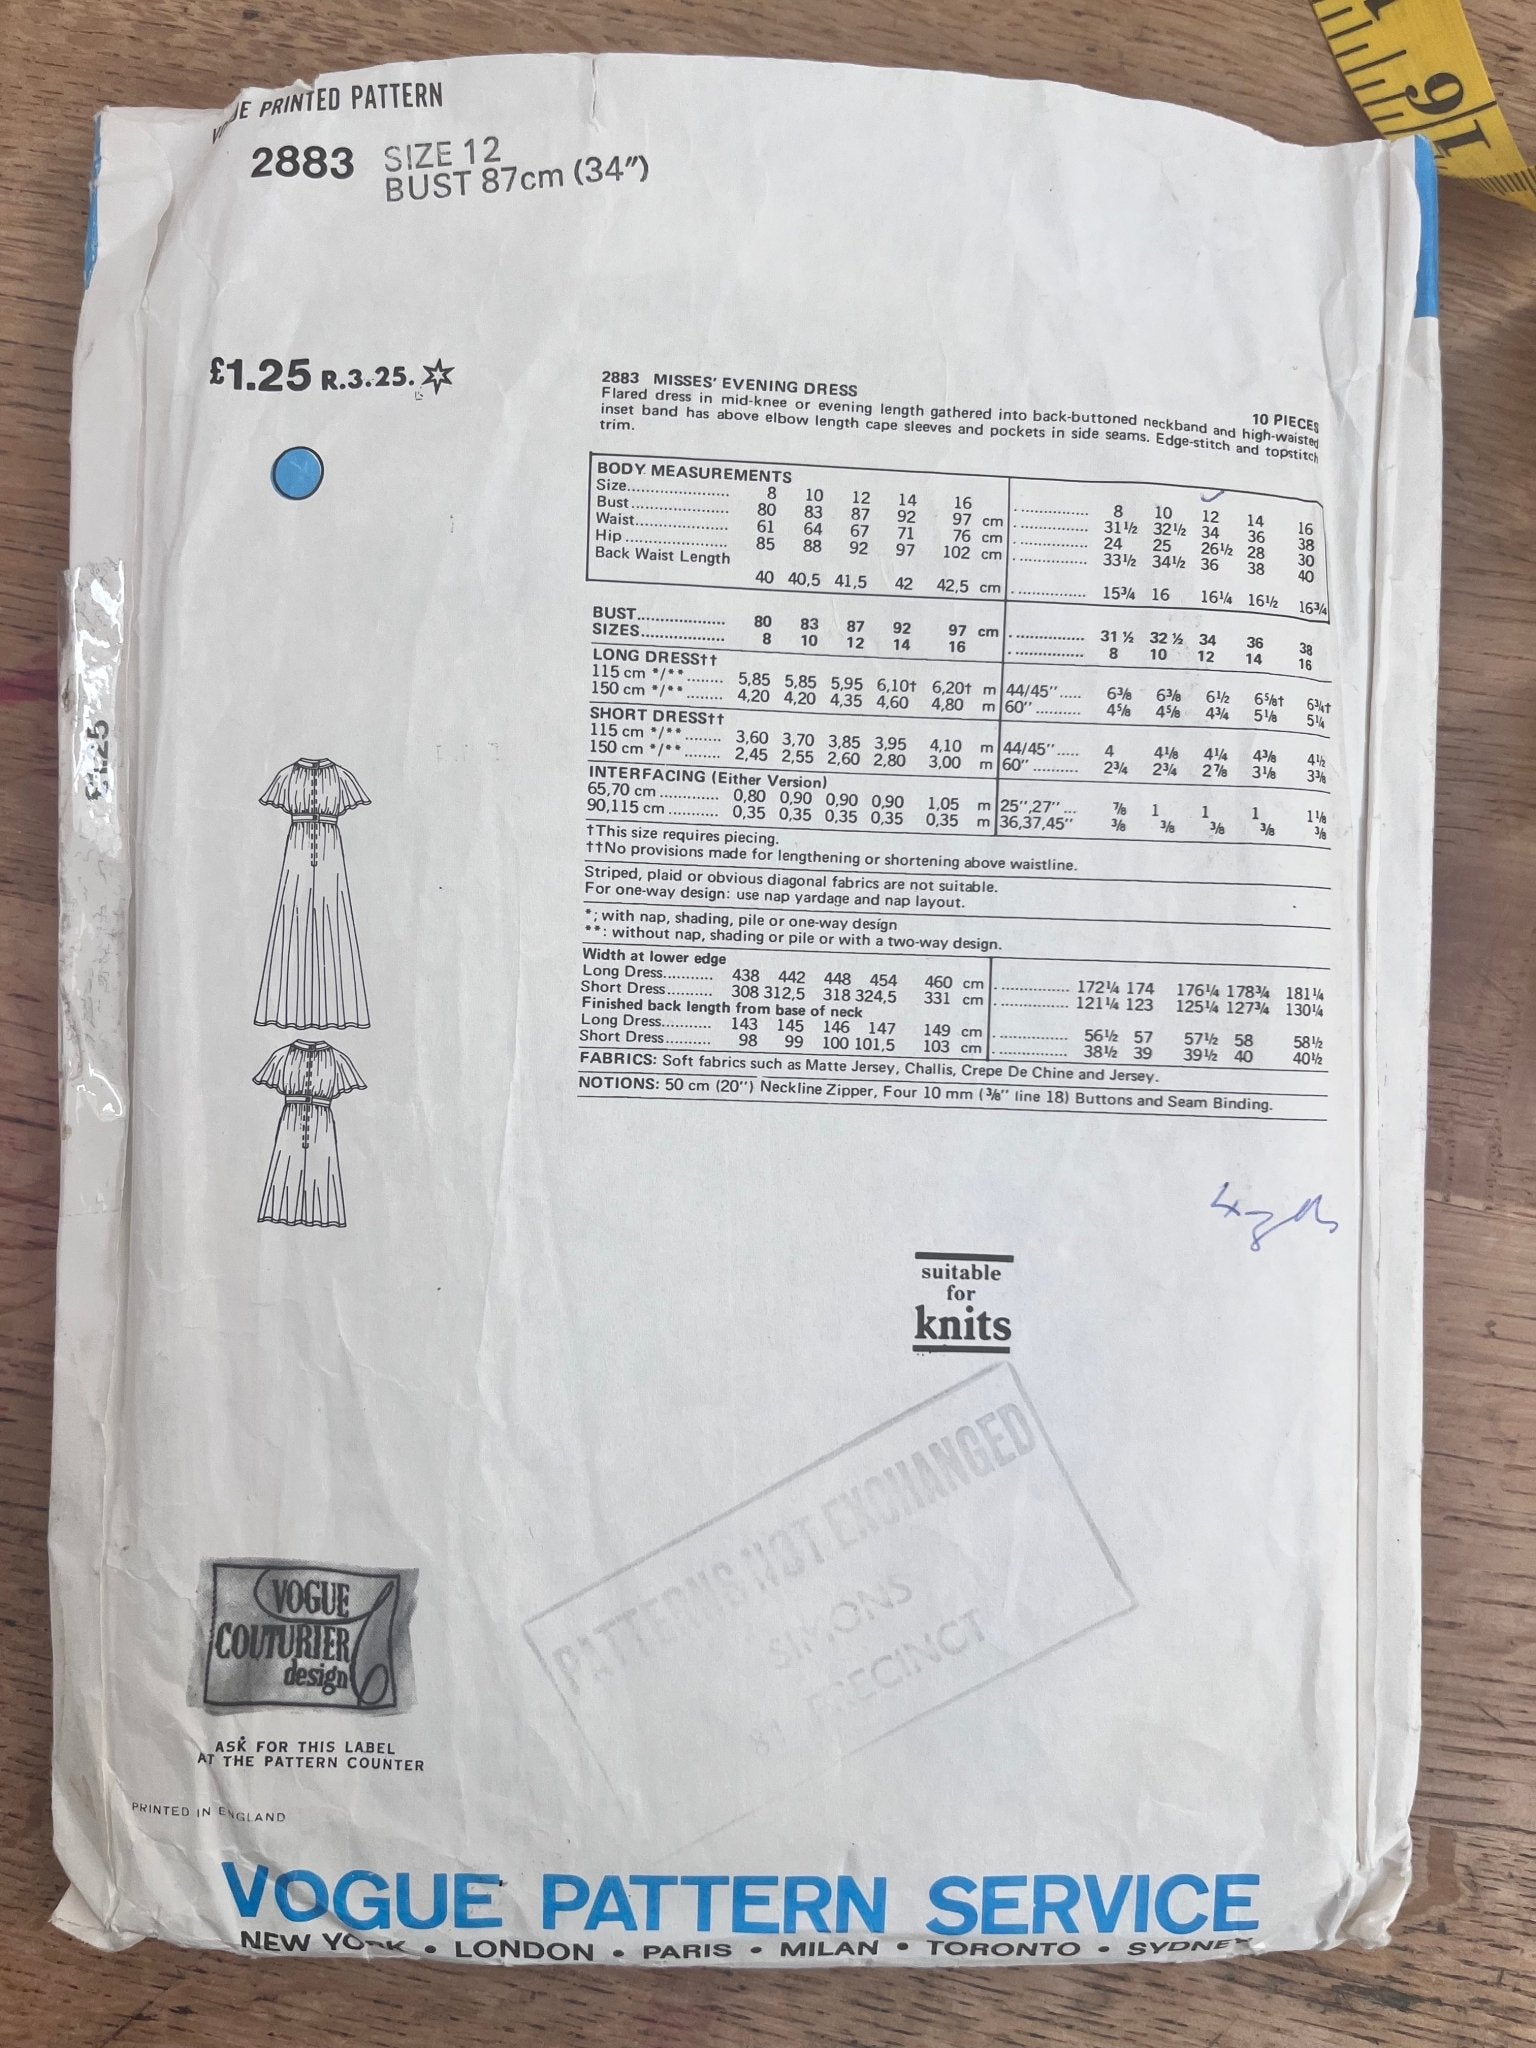 PRINTED PATTERN
2883 SIZE 12
BUST 87cm (34")
£1.25 R.3.25.
2883 MISSES' EVENING DRESS 10 PIECES
Flared dress in mid-knee or evening length gathered into back-buttoned neckband and high-waisted
inset band has above elbow length cape sleeves and pockets in side seams. Edge-stitch and topstitch
trim.
BODY MEASUREMENTS
Size........ 8 10 12 14 16 ........ 8 10 12 14 16
Bust........ 80 83 87 92 97 cm ........ 31½ 32½ 34 36 38
Waist........ 61 64 67 71 76 cm ........ 24 25 26½ 28 30
Hip ........ 85 88 92 97 102 cm ........ 33½ 34½ 36 38 40
Back Waist Length
40 40,5 41,5 42 42,5 cm ........ 15¾ 16 16¼ 16½ 16¾
BUST........ 80 83 87 92 97 cm ........ 31 ½ 32 ½ 34 36 38
SIZES........ 8 10 12 14 16 ........ 8 10 12 14 16
LONG DRESS††
115 cm */** ........ 5,85 5,85 5,95 6,10† 6,20† m 44/45" ..... 6⅜ 6⅜ 6½ 6⅝† 6¾†
150 cm */** ........ 4,20 4,20 4,35 4,60 4,80 m 60" ........ 4⅝ 4⅝ 4¾ 5⅛ 5¼
SHORT DRESS††
115 cm */** ........ 3,60 3,70 3,85 3,95 4,10 m 44/45" ..... 4 4⅛ 4¼ 4⅜ 4½
150 cm */** ........ 2,45 2,55 2,60 2,80 3,00 m 60" ........ 2¾ 2¾ 2⅞ 3⅛ 3⅜
INTERFACING (Either Version)
65,70 cm ........ 0,80 0,90 0,90 0,90 1,05 m 25",27" ... ⅞ 1 1 1 1⅛
90,115 cm ........ 0,35 0,35 0,35 0,35 0,35 m 36,37,45" ⅜ ⅜ ⅜ ⅜ ⅜
†This size requires piecing.
††No provisions made for lengthening or shortening above waistline.
Striped, plaid or obvious diagonal fabrics are not suitable.
For one-way design: use nap yardage and nap layout.
*; with nap, shading, pile or one-way design
**: without nap, shading or pile or with a two-way design.
Width at lower edge
Long Dress........ 438 442 448 454 460 cm ........ 172¼ 174 176¼ 178¾ 181¼
Short Dress........ 308 312,5 318 324,5 331 cm ........ 121¼ 123 125¼ 127¾ 130¼
Finished back length from base of neck
Long Dress........ 143 145 146 147 149 cm ........ 56½ 57 57½ 58 58½
Short Dress........ 98 99 100 101,5 103 cm ........ 38½ 39 39½ 40 40½
FABRICS: Soft fabrics such as Matte Jersey, Challis, Crepe De Chine and Jersey.
NOTIONS: 50 cm (20") Neckline Zipper, Four 10 mm (⅜" line 18) Buttons and Seam Binding.
4 yds
suitable
for
knits
PATTERNS NOT EXCHANGED
SIMONS
PRECINCT
VOGUE
COUTURIER
design
ASK FOR THIS LABEL
AT THE PATTERN COUNTER
PRINTED IN ENGLAND
VOGUE PATTERN SERVICE
NEW YORK • LONDON • PARIS • MILAN • TORONTO • SYDNEY